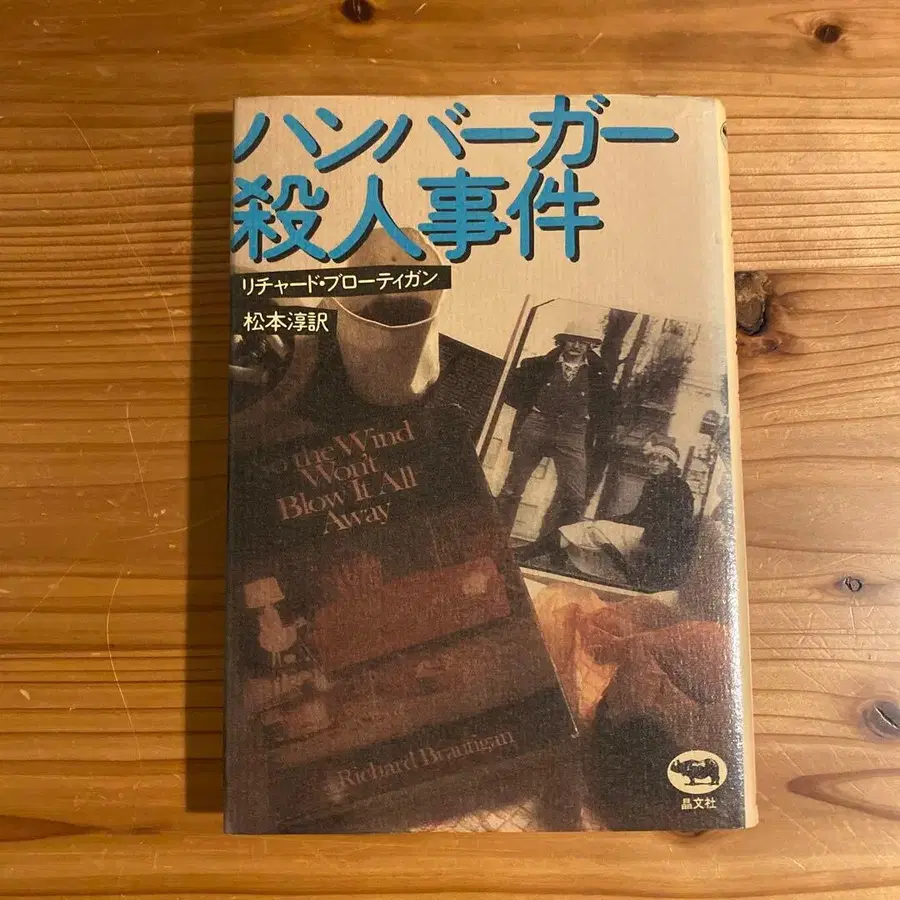 ハンバーガー
殺人事件
リチャード・ブローティガン
松本淳訳
So the Wind
Won't
Blow It All
Away
Richard Brautigan
晶文社